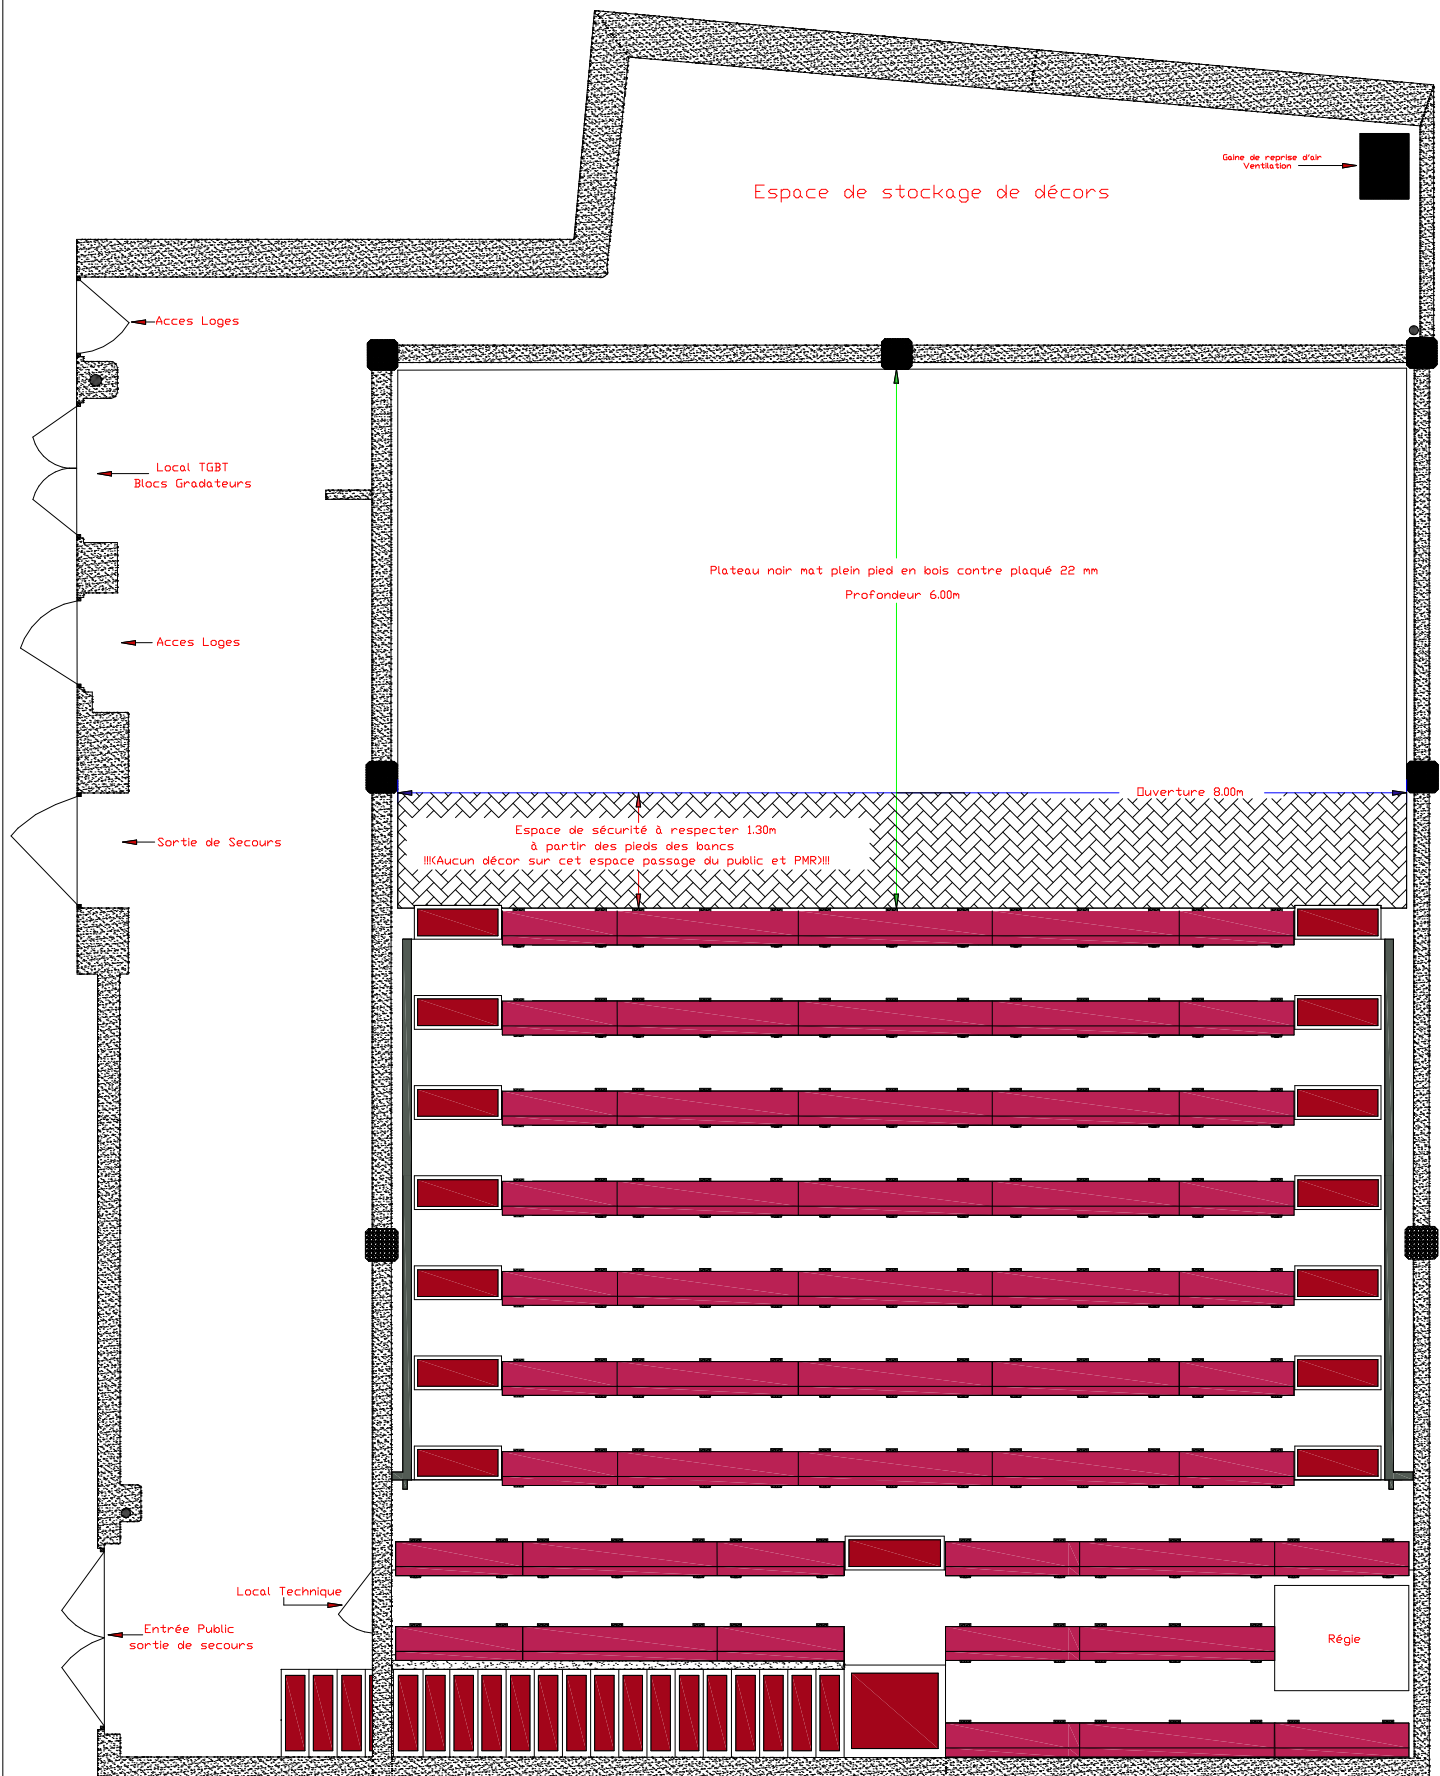 Gaine de reprise d'air
Ventilation
Espace de stockage de décors
Acces Loges
Local TGBT
Blocs Gradateurs
Plateau noir mat plein pied en bois contre plaqué 22 mm
Profondeur 6.00m
Acces Loges
Ouverture 8.00m
Espace de sécurité à respecter 1.30m
à partir des pieds des bancs
!!!(Aucun décor sur cet espace passage du public et PMR)!!!
Sortie de Secours
Local Technique
Entrée Public
sortie de secours
Régie